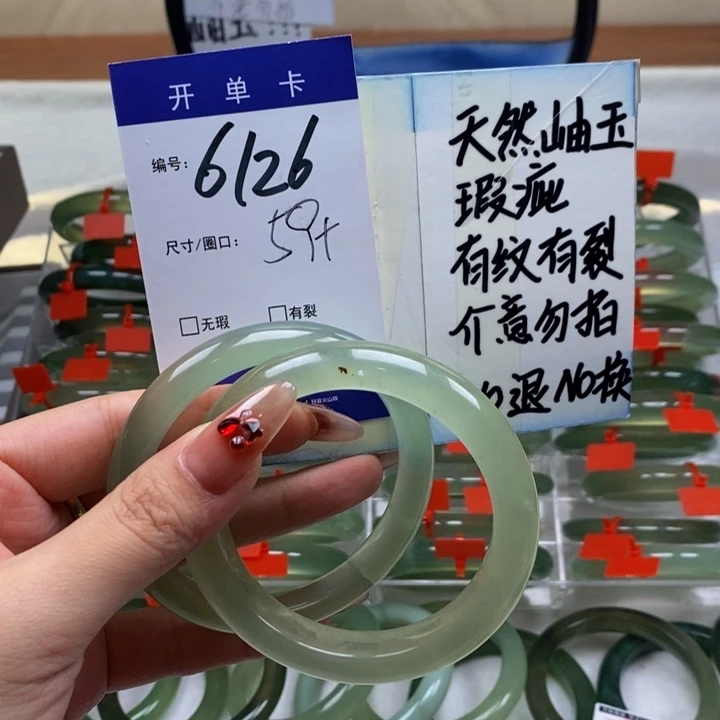 开单卡
编号: 6126
尺寸/圈口: 59+
无瑕 有裂
天然岫玉
瑕疵
有纹有裂
介意勿拍
退NO换